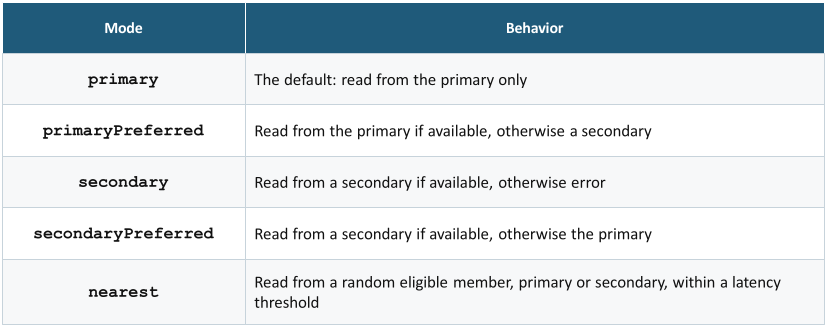 Mode Behavior
primary The default: read from the primary only
primaryPreferred Read from the primary if available, otherwise a secondary
secondary Read from a secondary if available, otherwise error
secondaryPreferred Read from a secondary if available, otherwise the primary
nearest Read from a random eligible member, primary or secondary, within a latency
threshold